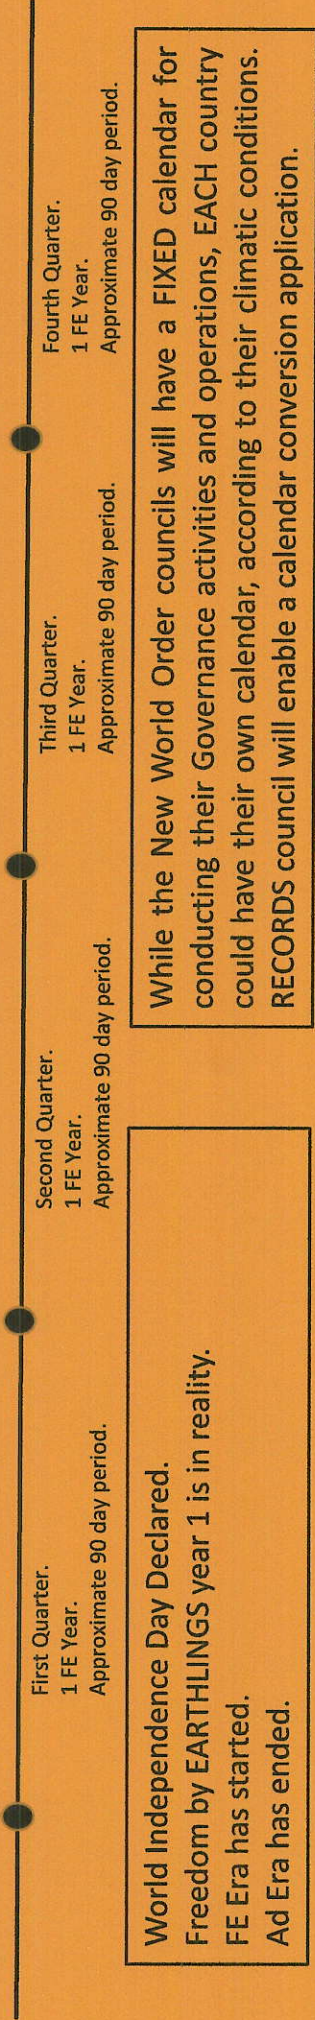 First Quarter.
1 FE Year.
Approximate 90 day period.
Second Quarter.
1 FE Year.
Approximate 90 day period.
Third Quarter.
1 FE Year.
Approximate 90 day period.
Fourth Quarter.
1 FE Year.
Approximate 90 day period.
World Independence Day Declared.
Freedom by EARTHLINGS year 1 is in reality.
FE Era has started.
Ad Era has ended.
While the New World Order councils will have a FIXED calendar for
conducting their Governance activities and operations, EACH country
could have their own calendar, according to their climatic conditions.
RECORDS council will enable a calendar conversion application.